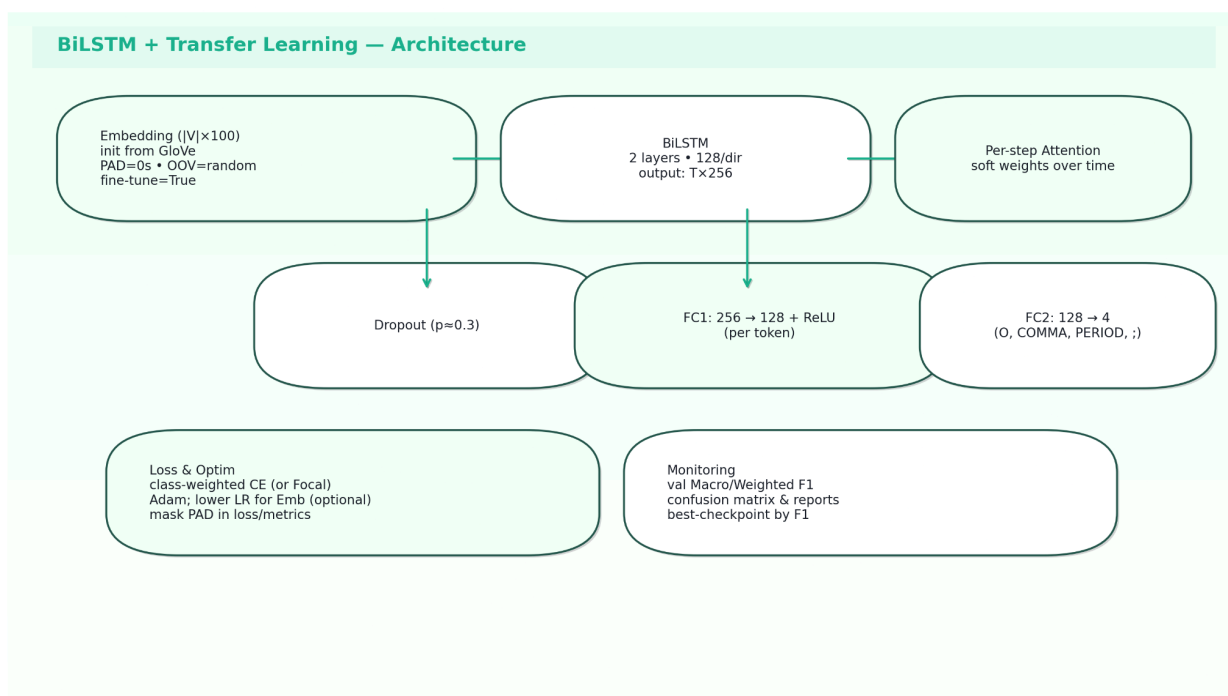 BiLSTM + Transfer Learning — Architecture
Embedding (|V|×100)
init from GloVe
PAD=0s • OOV=random
fine-tune=True
BiLSTM
2 layers • 128/dir
output: T×256
Per-step Attention
soft weights over time
Dropout (p≈0.3)
FC1: 256 → 128 + ReLU
(per token)
FC2: 128 → 4
(O, COMMA, PERIOD, ;)
Loss & Optim
class-weighted CE (or Focal)
Adam; lower LR for Emb (optional)
mask PAD in loss/metrics
Monitoring
val Macro/Weighted F1
confusion matrix & reports
best-checkpoint by F1